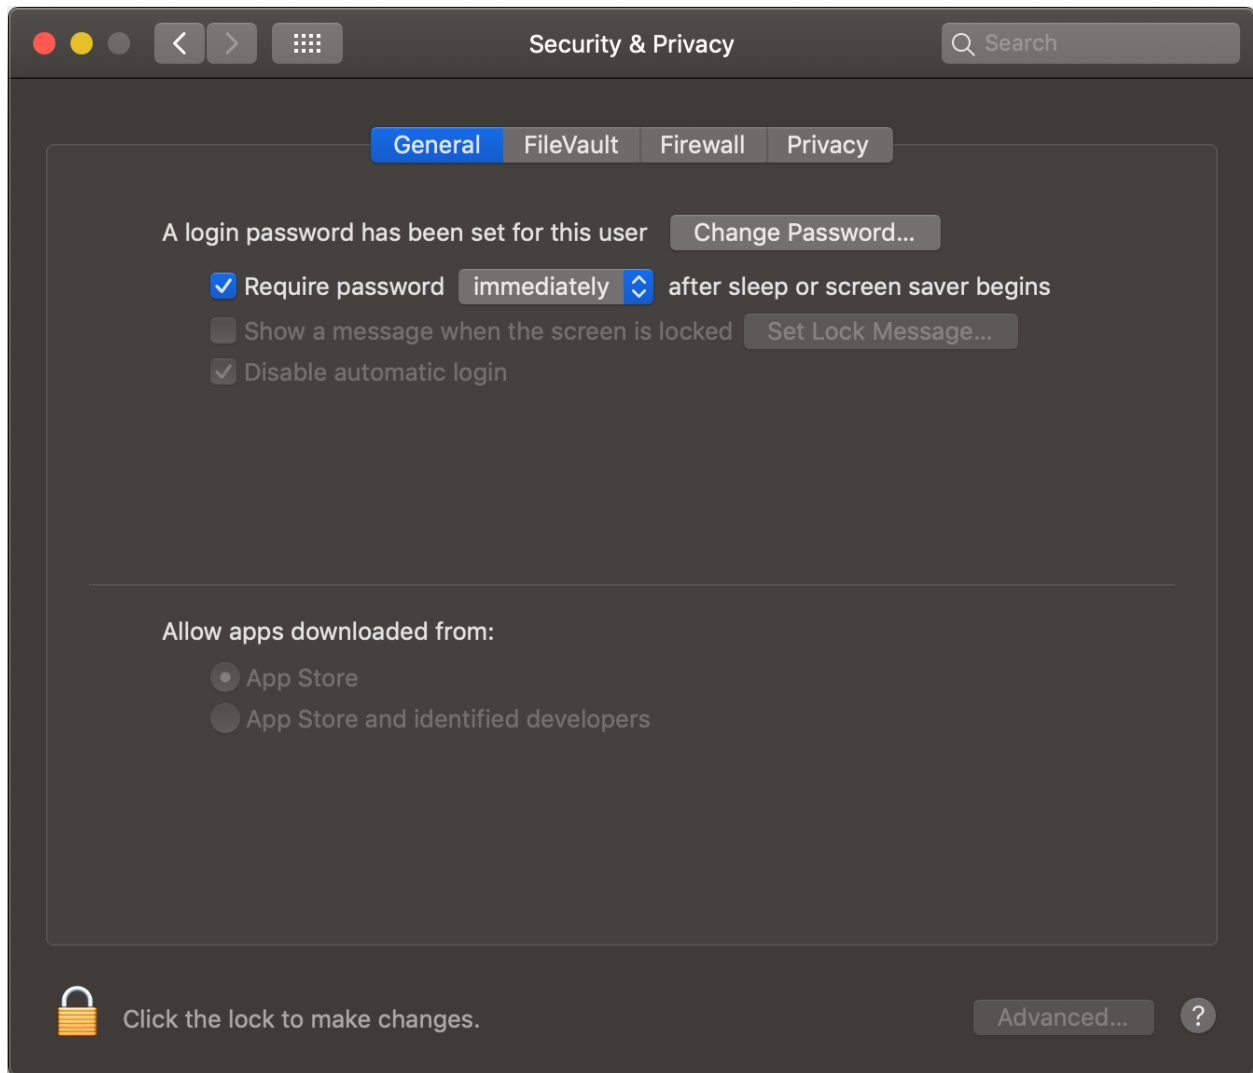 Security & Privacy
Search
General FileVault Firewall Privacy
A login password has been set for this user Change Password...
Require password immediately after sleep or screen saver begins
Show a message when the screen is locked Set Lock Message...
Disable automatic login
Allow apps downloaded from:
App Store
App Store and identified developers
Click the lock to make changes.
Advanced... ?